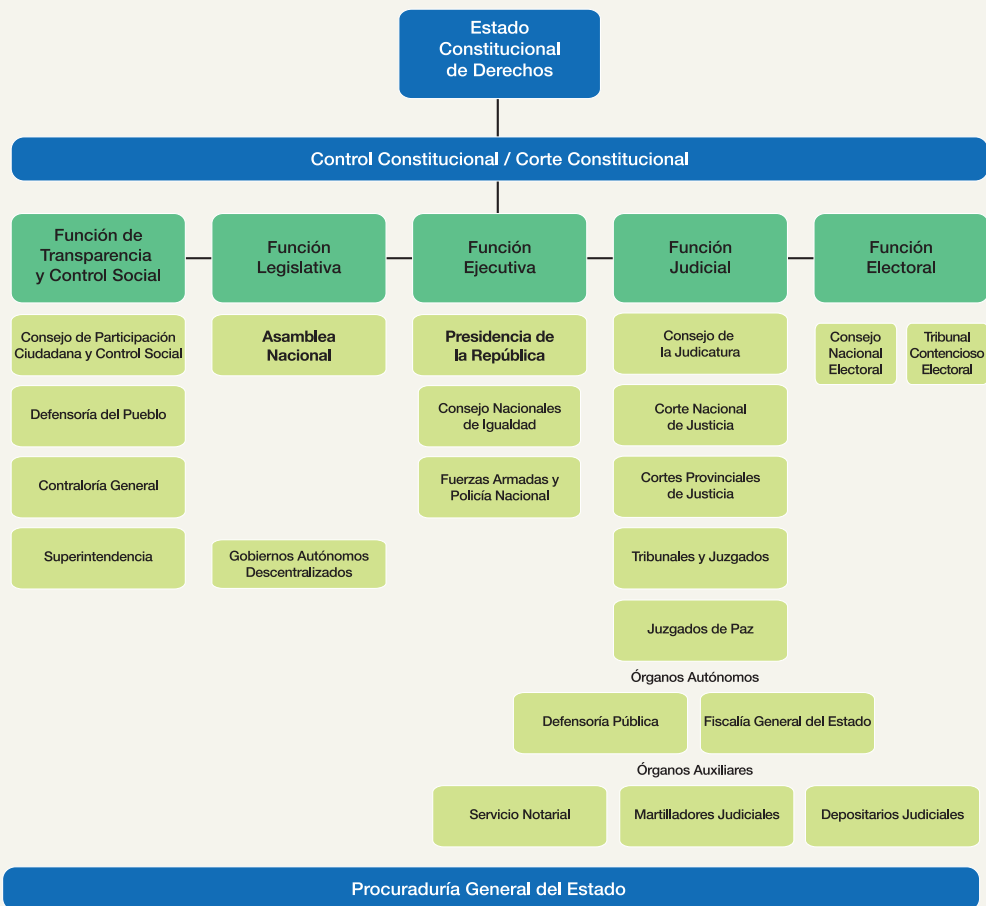 Estado
Constitucional
de Derechos
Control Constitucional / Corte Constitucional
Función de
Transparencia
y Control Social
Función
Legislativa
Función
Ejecutiva
Función
Judicial
Función
Electoral
Consejo de Participación
Ciudadana y Control Social
Asamblea
Nacional
Presidencia de
la República
Consejo de
la Judicatura
Consejo
Nacional
Electoral
Tribunal
Contencioso
Electoral
Defensoría del Pueblo
Consejo Nacionales
de Igualdad
Corte Nacional
de Justicia
Contraloría General
Fuerzas Armadas y
Policía Nacional
Cortes Provinciales
de Justicia
Superintendencia
Gobiernos Autónomos
Descentralizados
Tribunales y Juzgados
Juzgados de Paz
Órganos Autónomos
Defensoría Pública
Fiscalía General del Estado
Órganos Auxiliares
Servicio Notarial
Martilladores Judiciales
Depositarios Judiciales
Procuraduría General del Estado